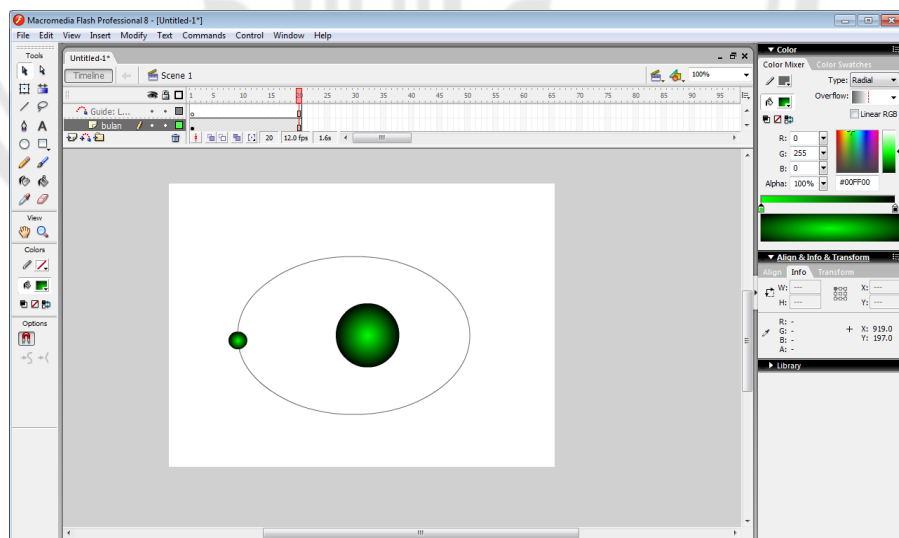 Macromedia Flash Professional 8 - [Untitled-1*]
File Edit View Insert Modify Text Commands Control Window Help
Tools
View
Colors
Options
Untitled-1*
Timeline Scene 1 100%
1 5 10 15 20 25 30 35 40 45 50 55 60 65 70 75 80 85 90 95
Guide: L...
bulan
20 12.0 fps 1.6s
Color
Color Mixer Color Swatches
Type: Radial
Overflow:
Linear RGB
R: 0
G: 255
B: 0
Alpha: 100% #00FF00
Align & Info & Transform
Align Info Transform
W: --- X: ---
H: --- Y: ---
R: -
G: - X: 919.0
B: - Y: 197.0
A: -
Library